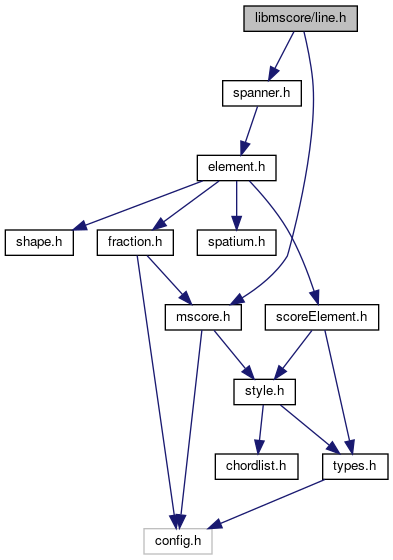 libmscore/line.h
spanner.h
element.h
shape.h
fraction.h
spatium.h
mscore.h
scoreElement.h
style.h
chordlist.h
types.h
config.h